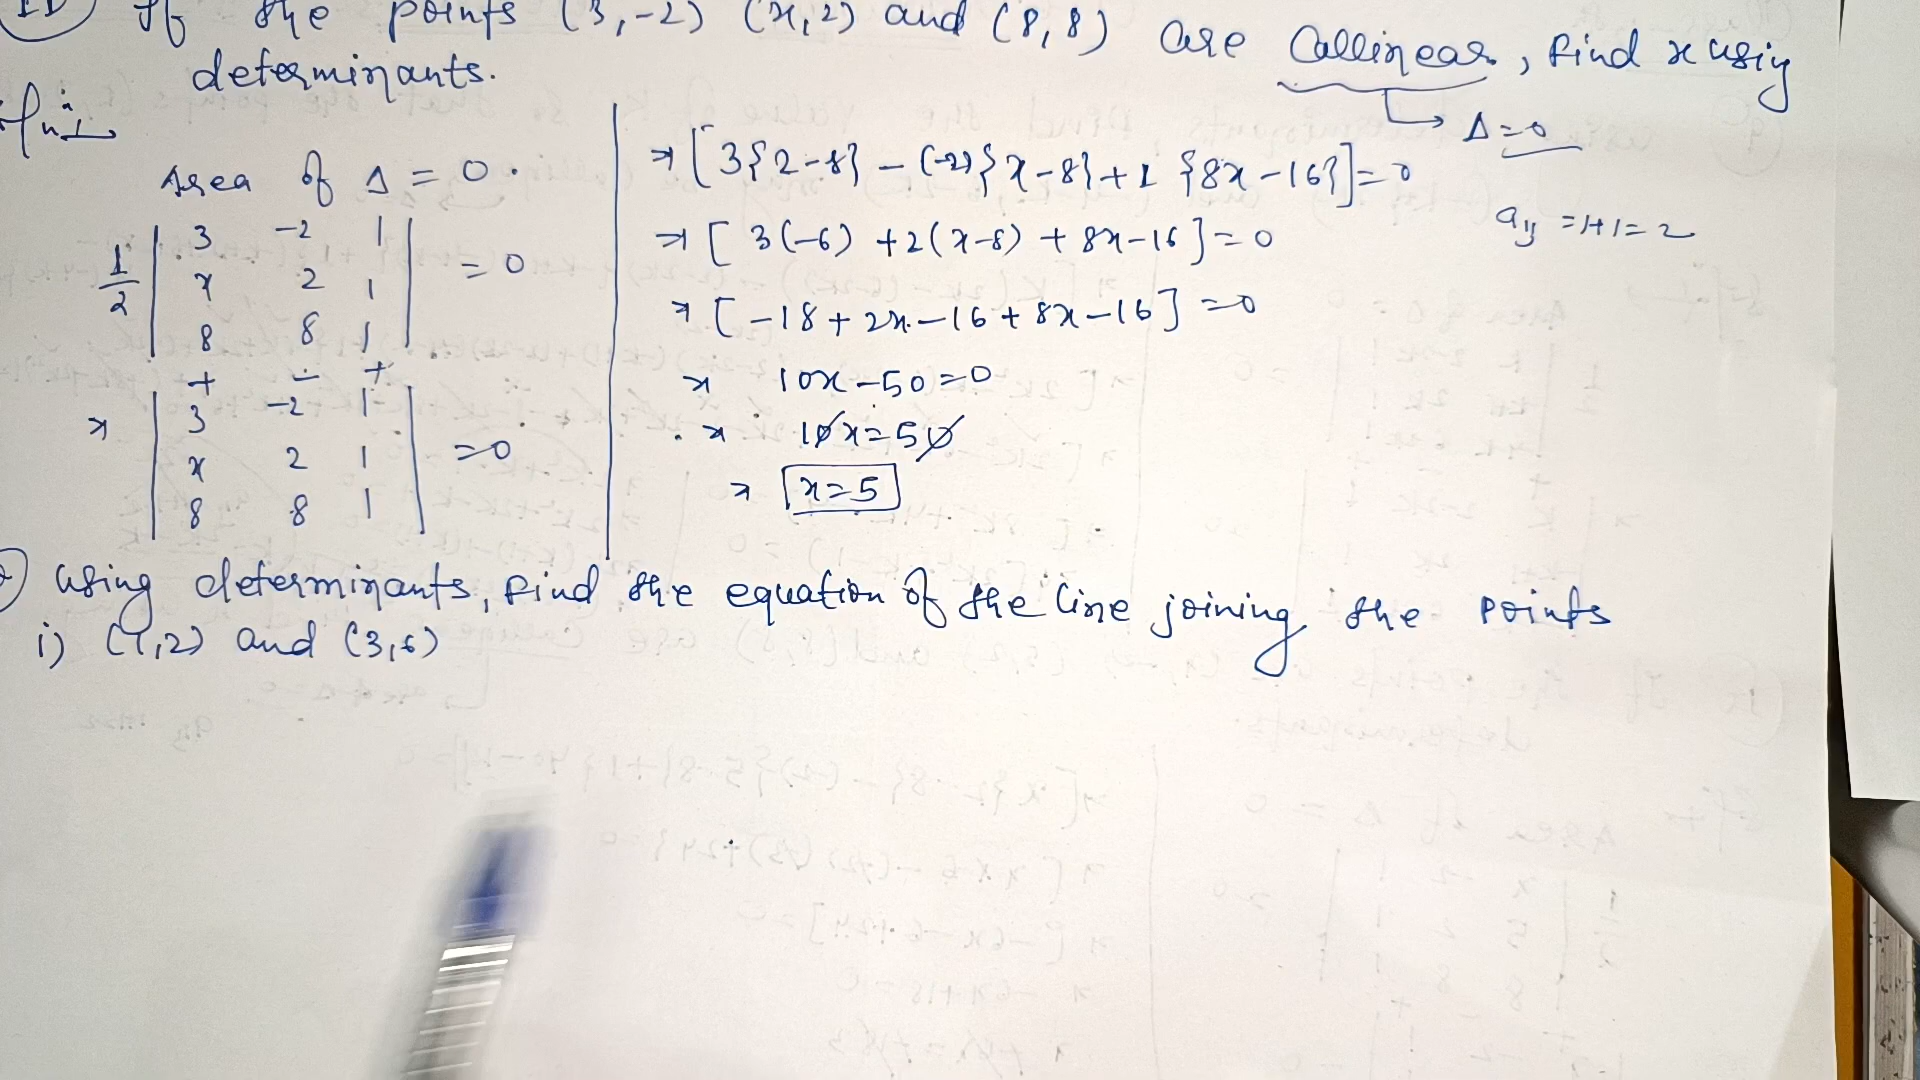 11) If the points (3,-2) (x,2) and (8,8) are Collinear, find x using
determinants.
→ Δ=0
Solⁿ:
Area of Δ = 0.
1/2 | 3 -2 1 |
| x 2 1 | = 0
| 8 8 1 |
+ - +
⇒ | 3 -2 1 |
| x 2 1 | = 0
| 8 8 1 |
⇒ [3{2-8} - (-2){x-8} + 1 {8x-16}] = 0
a₁₁ = 1+1 = 2
⇒ [3(-6) +2(x-8) + 8x-16] = 0
⇒ [-18 + 2x-16 + 8x-16] = 0
⇒ 10x-50=0
⇒ 10x=50
⇒ x=5
using determinants, find the equation of the line joining the points
i) (1,2) and (3,6)